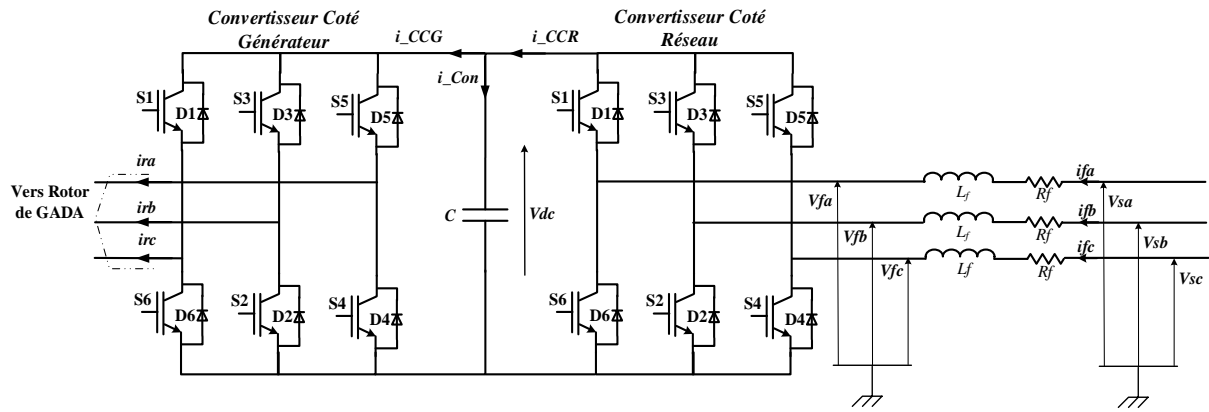 Convertisseur Coté
Générateur
i_CCG
i_CCR
Convertisseur Coté
Réseau
i_Con
S1
D1
S3
D3
S5
D5
S1
D1
S3
D3
S5
D5
Vers Rotor
de GADA
ira
irb
irc
C
Vdc
Vfa
Vfb
Vfc
Lf
Rf
ifa
Lf
Rf
ifb
Lf
Rf
ifc
Vsa
Vsb
Vsc
S6
D6
S2
D2
S4
D4
S6
D6
S2
D2
S4
D4